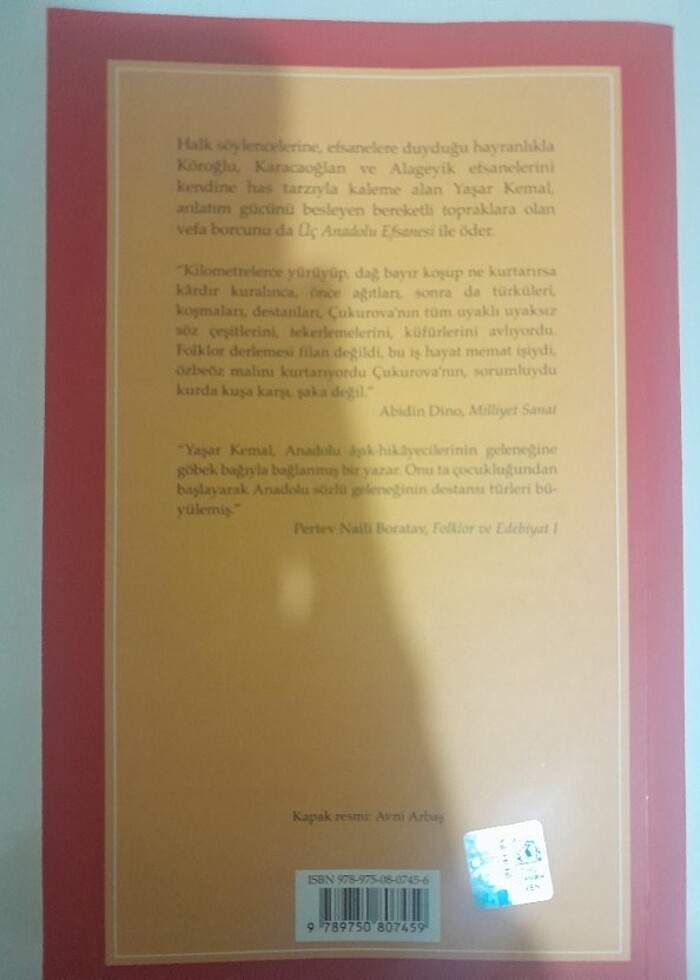 Halk söylencelerine, efsanelere duyduğu hayranlıkla
Köroğlu, Karacaoğlan ve Alageyik efsanelerini
kendine has tarzıyla kaleme alan Yaşar Kemal,
anlatım gücünü besleyen bereketli topraklara olan
vefa borcunu da Üç Anadolu Efsanesi ile öder.
"Kilometrelerce yürüyüp, dağ bayır koşup ne kurtarırsa
kârdır kuralınca, önce ağıtları, sonra da türküleri,
koşmaları, destanları, Çukurova'nın tüm uyaklı uyaksız
söz çeşitlerini, tekerlemelerini, küfürlerini avlıyordu.
Folklor derlemesi filan değildi, bu iş hayat memat işiydi,
özbeöz malını kurtarıyordu Çukurova'nın, sorumluydu
kurda kuşa karşı, şaka değil."
Abidin Dino, Milliyet Sanat
"Yaşar Kemal, Anadolu âşık-hikâyecilerinin geleneğine
göbek bağıyla bağlanmış bir yazar. Onu ta çocukluğundan
başlayarak Anadolu sözlü geleneğinin destansı türleri bü-
yülemiş."
Pertev Naili Boratav, Folklor ve Edebiyat I
Kapak resmi: Avni Arbaş
ISBN 978-975-08-0745-6
9 789750 807459